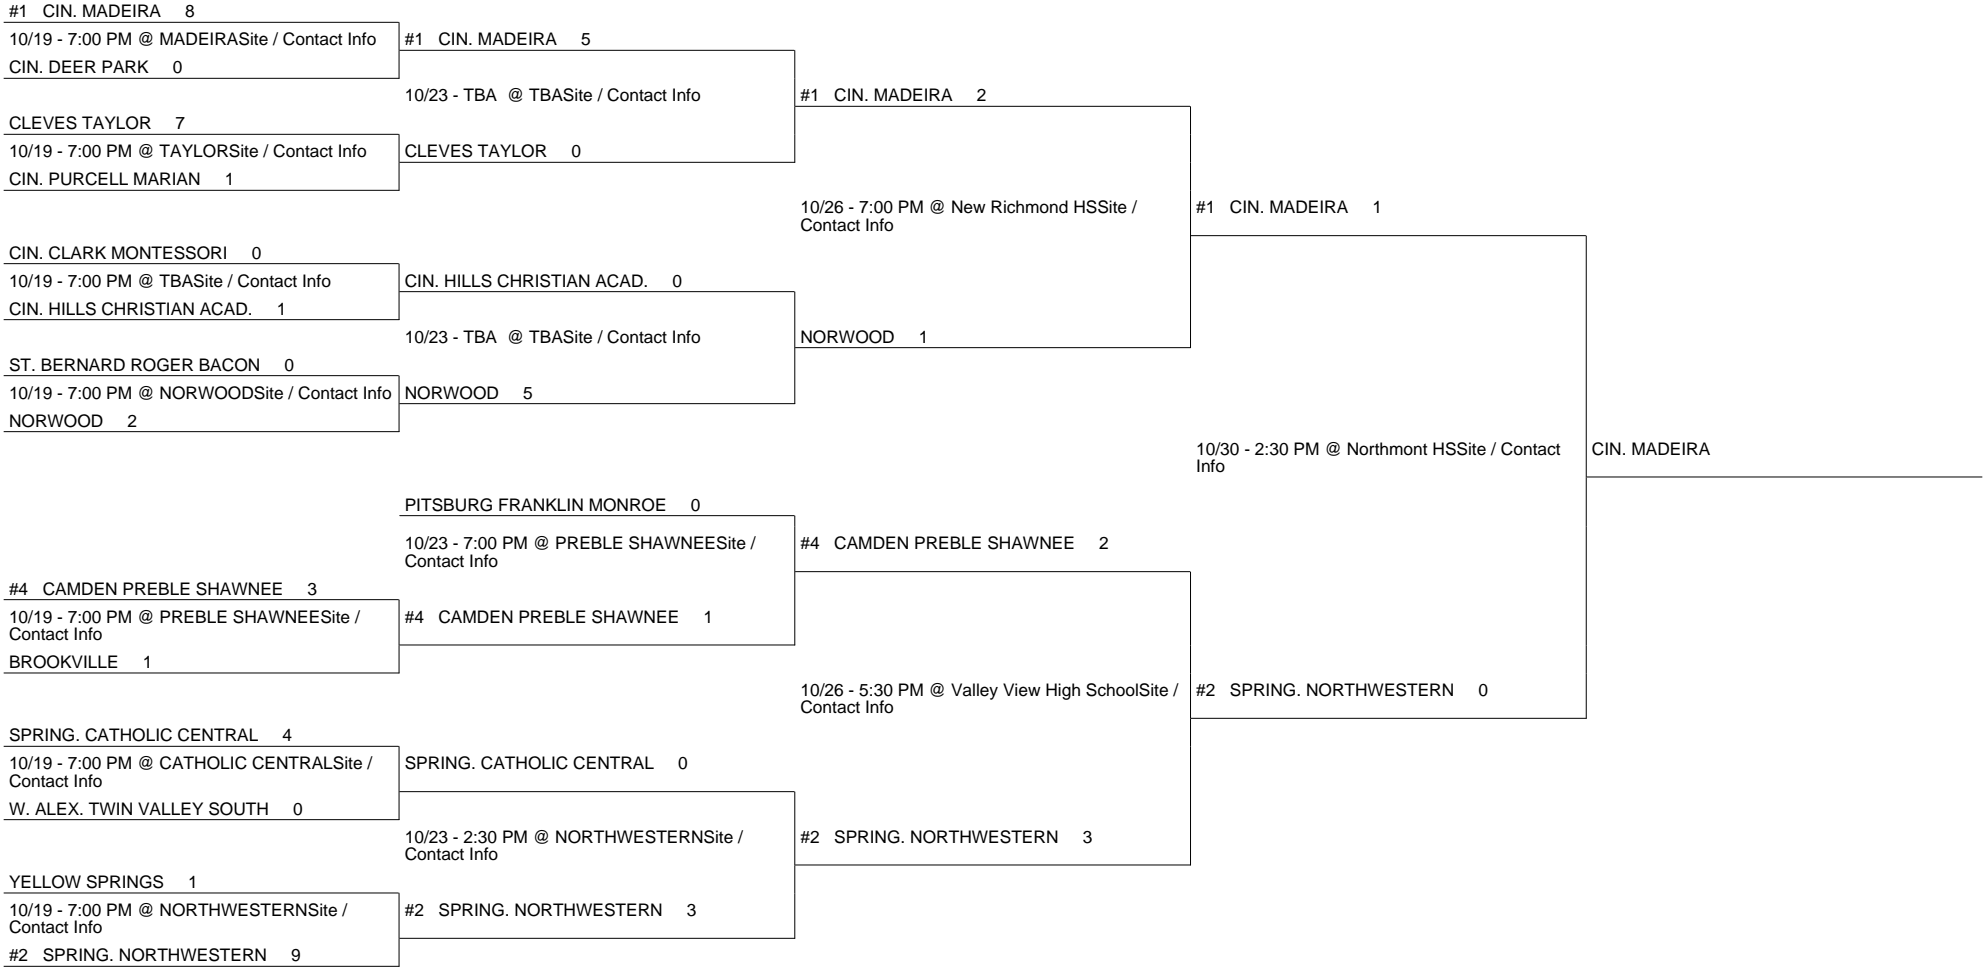 #1 CIN. MADEIRA 8
10/19 - 7:00 PM @ MADEIRASite / Contact Info
CIN. DEER PARK 0
CLEVES TAYLOR 7
10/19 - 7:00 PM @ TAYLORSite / Contact Info
CIN. PURCELL MARIAN 1
CIN. CLARK MONTESSORI 0
10/19 - 7:00 PM @ TBASite / Contact Info
CIN. HILLS CHRISTIAN ACAD. 1
ST. BERNARD ROGER BACON 0
10/19 - 7:00 PM @ NORWOODSite / Contact Info
NORWOOD 2
#4 CAMDEN PREBLE SHAWNEE 3
10/19 - 7:00 PM @ PREBLE SHAWNEESite /
Contact Info
BROOKVILLE 1
SPRING. CATHOLIC CENTRAL 4
10/19 - 7:00 PM @ CATHOLIC CENTRALSite /
Contact Info
W. ALEX. TWIN VALLEY SOUTH 0
YELLOW SPRINGS 1
10/19 - 7:00 PM @ NORTHWESTERNSite /
Contact Info
#2 SPRING. NORTHWESTERN 9
#1 CIN. MADEIRA 5
10/23 - TBA @ TBASite / Contact Info
CLEVES TAYLOR 0
CIN. HILLS CHRISTIAN ACAD. 0
10/23 - TBA @ TBASite / Contact Info
NORWOOD 5
PITSBURG FRANKLIN MONROE 0
10/23 - 7:00 PM @ PREBLE SHAWNEESite /
Contact Info
#4 CAMDEN PREBLE SHAWNEE 1
SPRING. CATHOLIC CENTRAL 0
10/23 - 2:30 PM @ NORTHWESTERNSite /
Contact Info
#2 SPRING. NORTHWESTERN 3
#1 CIN. MADEIRA 2
10/26 - 7:00 PM @ New Richmond HSSite /
Contact Info
NORWOOD 1
#4 CAMDEN PREBLE SHAWNEE 2
10/26 - 5:30 PM @ Valley View High SchoolSite /
Contact Info
#2 SPRING. NORTHWESTERN 3
#1 CIN. MADEIRA 1
10/30 - 2:30 PM @ Northmont HSSite / Contact
Info
#2 SPRING. NORTHWESTERN 0
CIN. MADEIRA